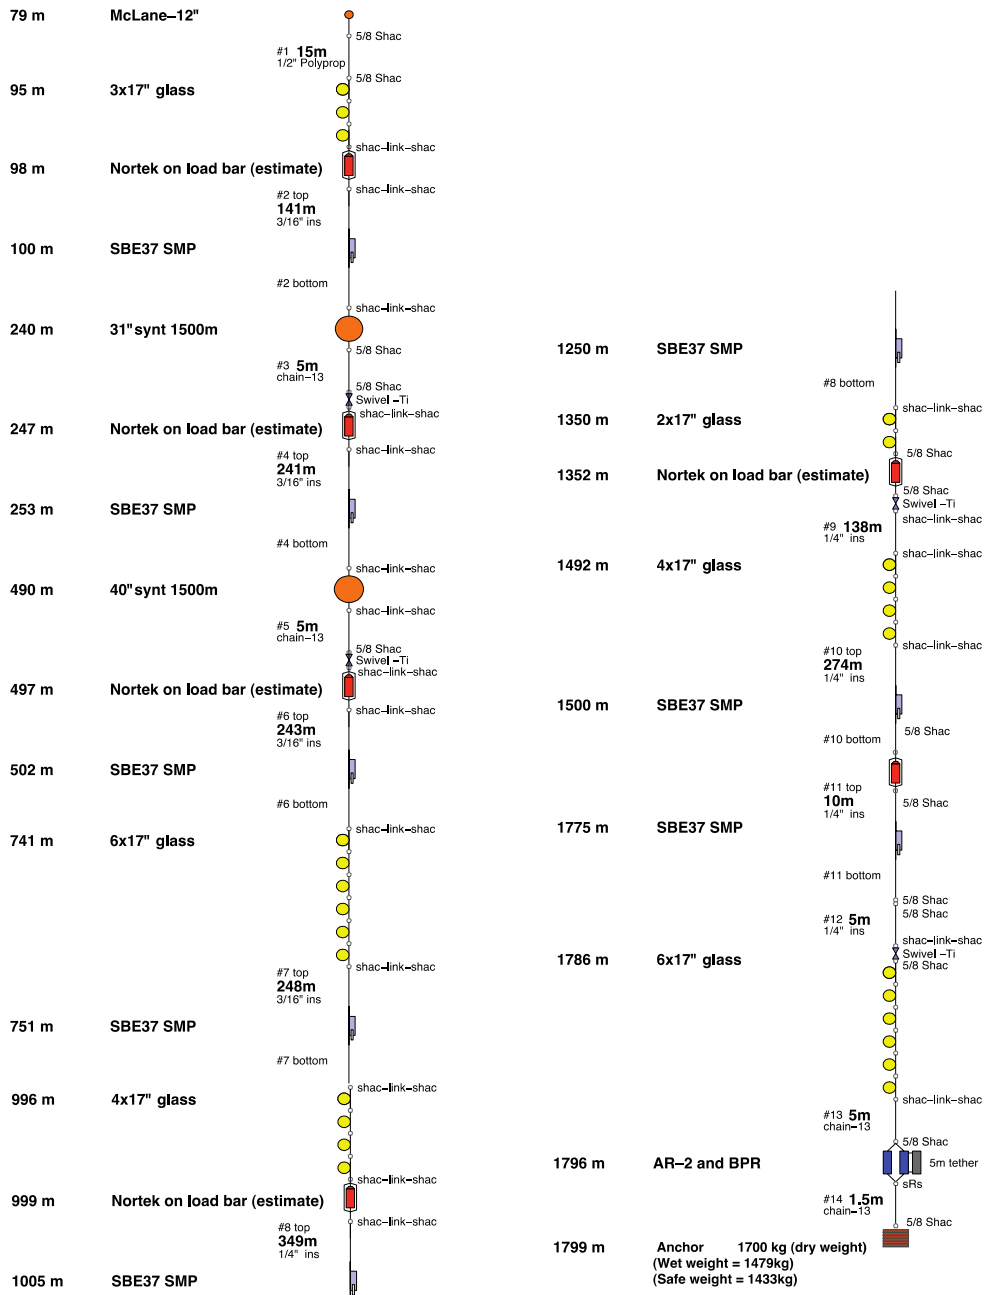 79 m McLane–12"
5/8 Shac
#1 15m
1/2" Polyprop
5/8 Shac
95 m 3x17" glass
shac–link–shac
98 m Nortek on load bar (estimate)
shac–link–shac
#2 top
141m
3/16" ins
100 m SBE37 SMP
#2 bottom
shac–link–shac
240 m 31"synt 1500m
5/8 Shac
#3 5m
chain–13
5/8 Shac
Swivel –Ti
shac–link–shac
247 m Nortek on load bar (estimate)
shac–link–shac
#4 top
241m
3/16" ins
253 m SBE37 SMP
#4 bottom
shac–link–shac
490 m 40"synt 1500m
shac–link–shac
#5 5m
chain–13
5/8 Shac
Swivel –Ti
shac–link–shac
497 m Nortek on load bar (estimate)
shac–link–shac
#6 top
243m
3/16" ins
502 m SBE37 SMP
#6 bottom
shac–link–shac
741 m 6x17" glass
shac–link–shac
#7 top
248m
3/16" ins
751 m SBE37 SMP
#7 bottom
shac–link–shac
996 m 4x17" glass
shac–link–shac
999 m Nortek on load bar (estimate)
shac–link–shac
#8 top
349m
1/4" ins
1005 m SBE37 SMP
1250 m SBE37 SMP
#8 bottom
shac–link–shac
1350 m 2x17" glass
5/8 Shac
1352 m Nortek on load bar (estimate)
5/8 Shac
Swivel –Ti
shac–link–shac
#9 138m
1/4" ins
shac–link–shac
1492 m 4x17" glass
shac–link–shac
#10 top
274m
1/4" ins
1500 m SBE37 SMP
5/8 Shac
#10 bottom
#11 top
10m
1/4" ins
5/8 Shac
1775 m SBE37 SMP
#11 bottom
5/8 Shac
5/8 Shac
#12 5m
1/4" ins
shac–link–shac
Swivel –Ti
1786 m 6x17" glass
5/8 Shac
shac–link–shac
#13 5m
chain–13
5/8 Shac
1796 m AR–2 and BPR 5m tether
sRs
#14 1.5m
chain–13
5/8 Shac
1799 m Anchor 1700 kg (dry weight)
(Wet weight = 1479kg)
(Safe weight = 1433kg)